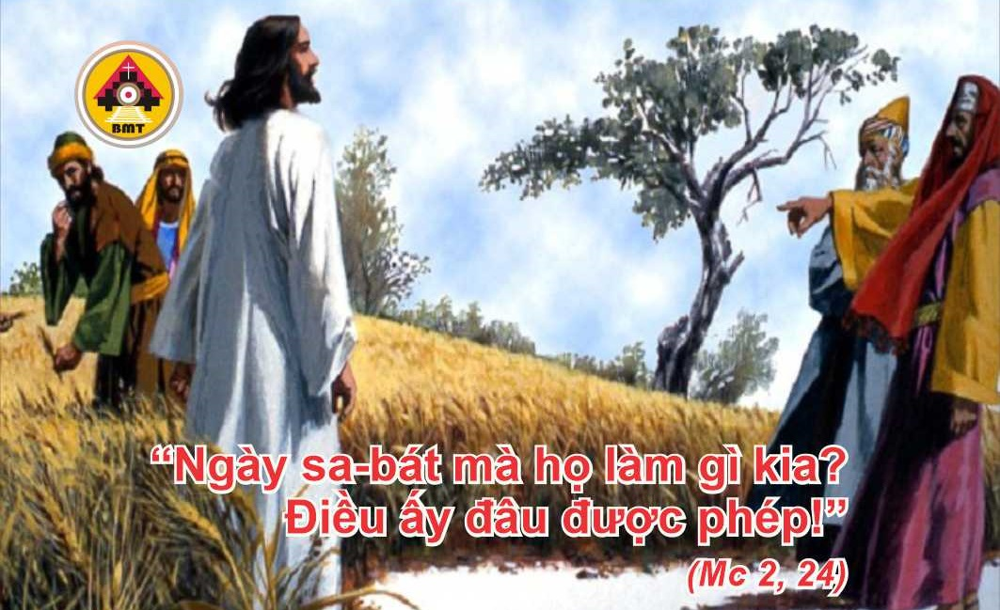 BMT
“Ngày sa-bát mà họ làm gì kia?
Điều ấy đâu được phép!”
(Mc 2, 24)